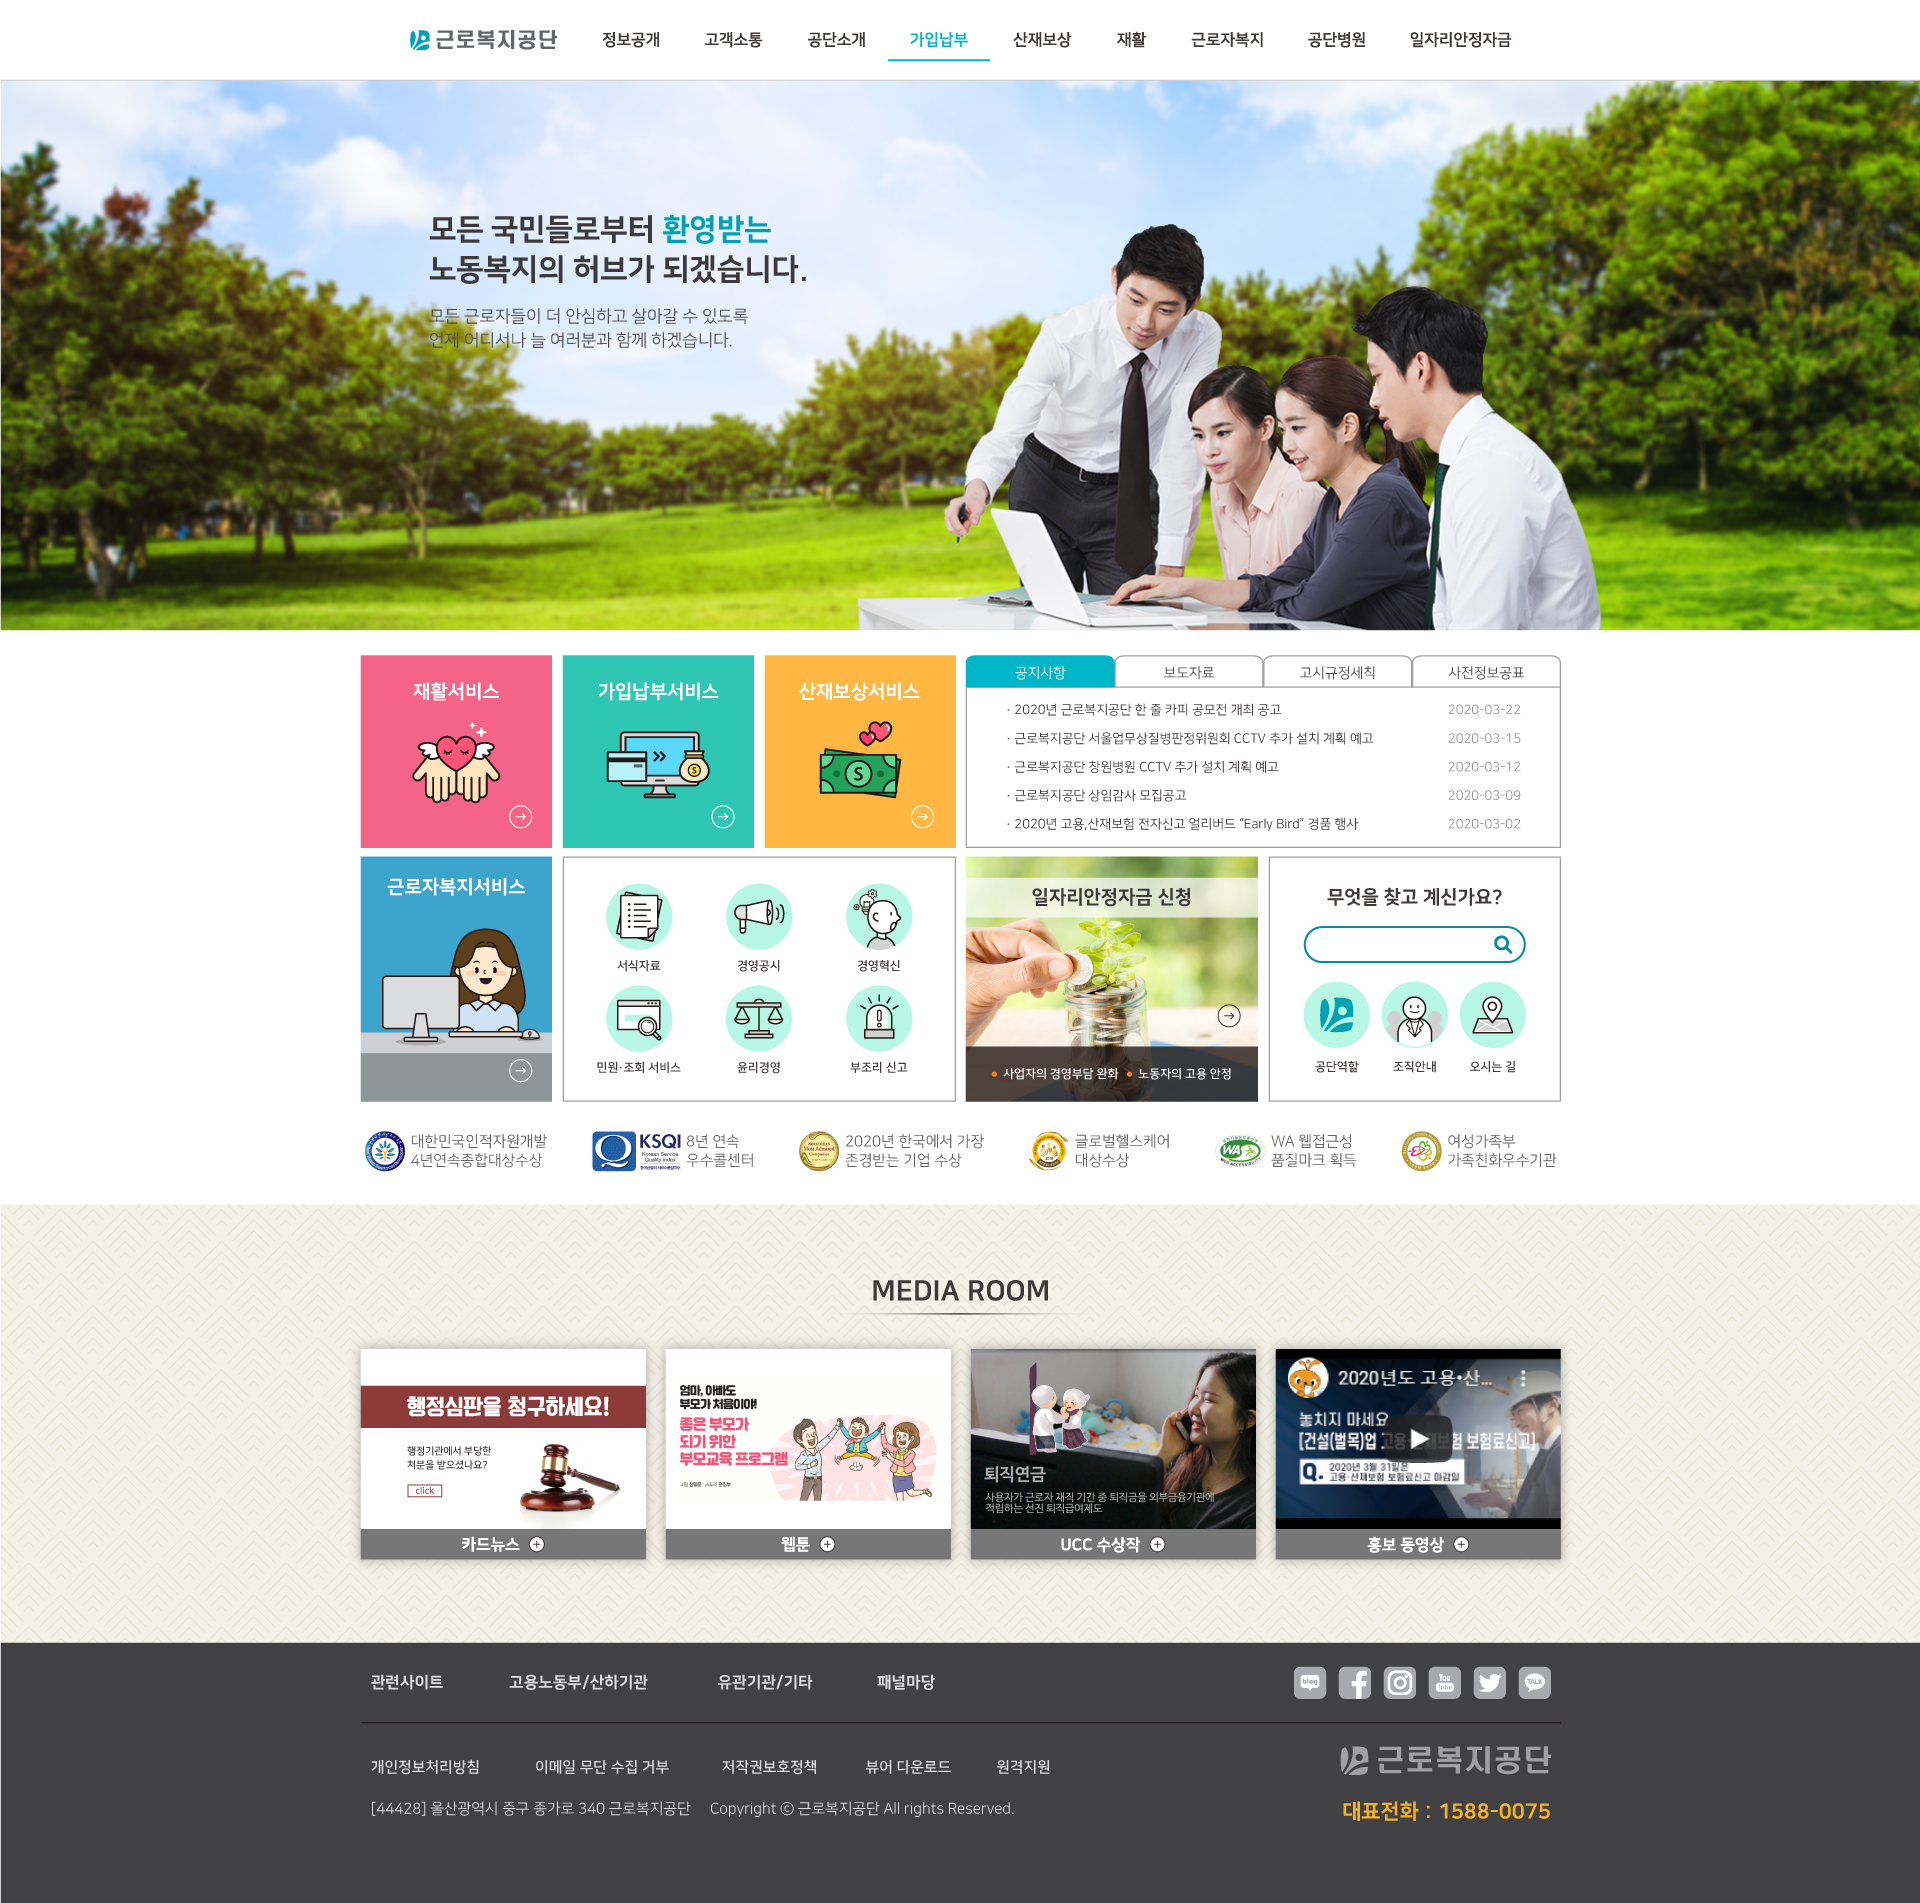 근로복지공단
정보공개
고객소통
공단소개
가입납부
산재보상
재활
근로자복지
공단병원
일자리안정자금
모든 국민들로부터 환영받는
노동복지의 허브가 되겠습니다.
모든 근로자들이 더 안심하고 살아갈 수 있도록
언제 어디서나 늘 여러분과 함께 하겠습니다.
재활서비스
가입납부서비스
산재보상서비스
공지사항
보도자료
고시규정세칙
사전정보공표
· 2020년 근로복지공단 한 줄 카피 공모전 개최 공고 2020-03-22
· 근로복지공단 서울업무상질병판정위원회 CCTV 추가 설치 계획 예고 2020-03-15
· 근로복지공단 창원병원 CCTV 추가 설치 계획 예고 2020-03-12
· 근로복지공단 상임감사 모집공고 2020-03-09
· 2020년 고용,산재보험 전자신고 얼리버드 “Early Bird” 경품 행사 2020-03-02
근로자복지서비스
서식자료
경영공시
경영혁신
민원·조회 서비스
윤리경영
부조리 신고
일자리안정자금 신청
• 사업자의 경영부담 완화 • 노동자의 고용 안정
무엇을 찾고 계신가요?
공단역할
조직안내
오시는 길
대한민국인적자원개발
4년연속종합대상수상
KSQI
Korean Service
Quality Index
8년 연속
우수콜센터
Most Admired
2020년 한국에서 가장
존경받는 기업 수상
글로벌헬스케어
대상수상
WA
WEB ACCESSIBILITY
WA 웹접근성
품질마크 획득
여성가족부
가족친화우수기관
MEDIA ROOM
행정심판을 청구하세요!
행정기관에서 부당한
처분을 받으셨나요?
click
카드뉴스
엄마, 아빠도
부모가 처음이야!
좋은 부모가
되기 위한
부모교육 프로그램
웹툰
퇴직연금
사용자가 근로자 재직 기간 중 퇴직금을 외부금융기관에
적립하는 선진 퇴직급여제도
UCC 수상작
2020년도 고용•산...
놓치지 마세요
[건설(벌목)업 고용·산재보험 보험료신고]
Q. 2020년 3월 31일은
고용·산재보험 보험료신고 마감일
홍보 동영상
관련사이트
고용노동부/산하기관
유관기관/기타
패널마당
blog
You
Tube
TALK
개인정보처리방침
이메일 무단 수집 거부
저작권보호정책
뷰어 다운로드
원격지원
근로복지공단
[44428] 울산광역시 중구 종가로 340 근로복지공단 Copyright ⓒ 근로복지공단 All rights Reserved.
대표전화 : 1588-0075